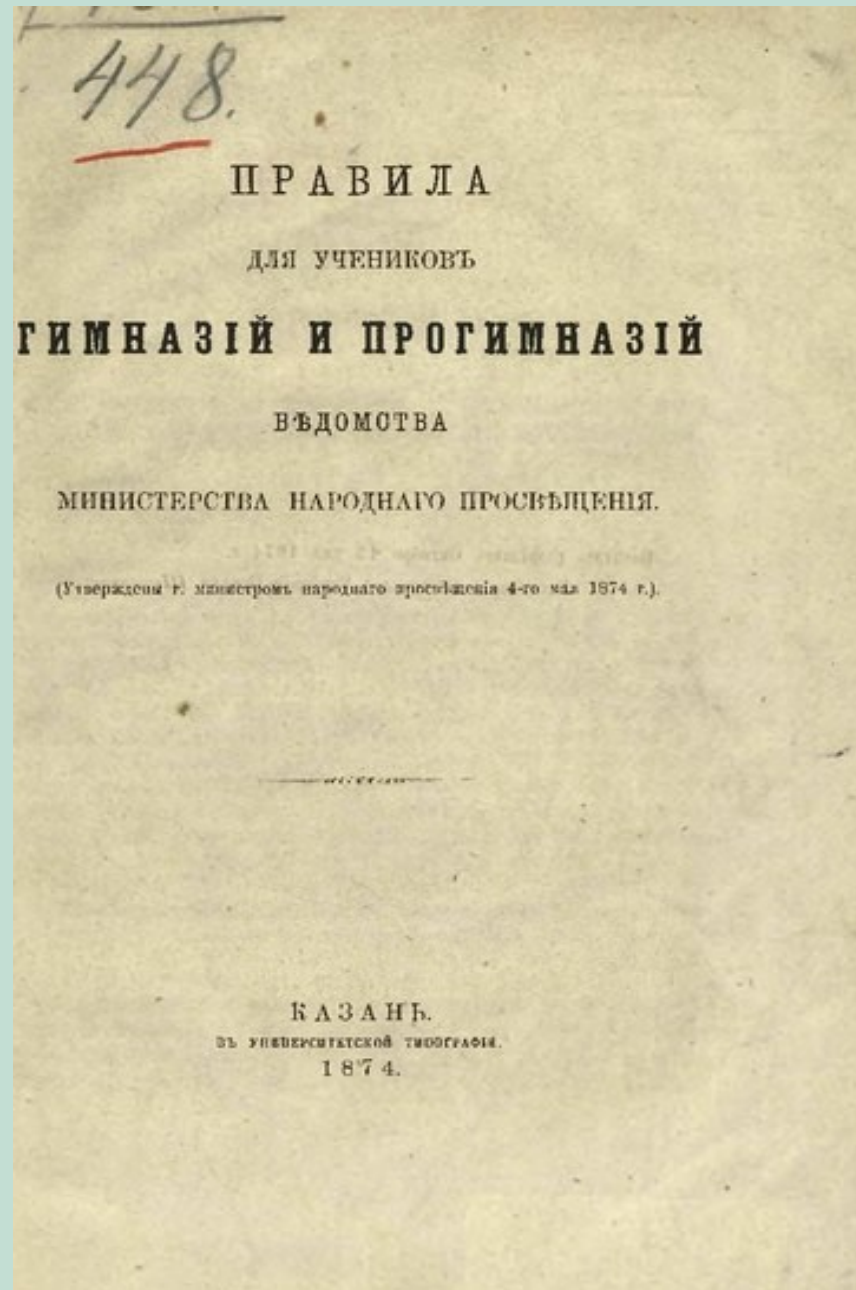 448.
ПРАВИЛА
ДЛЯ УЧЕНИКОВЪ
ГИМНАЗІЙ И ПРОГИМНАЗІЙ
ВѢДОМСТВА
МИНИСТЕРСТВА НАРОДНАГО ПРОСВѢЩЕНІЯ.
(Утверждены г. министромъ народнаго просвѣщенія 4-го мая 1874 г.).
КАЗАНЬ.
ВЪ УНИВЕРСИТЕТСКОЙ ТИПОГРАФІИ.
1874.